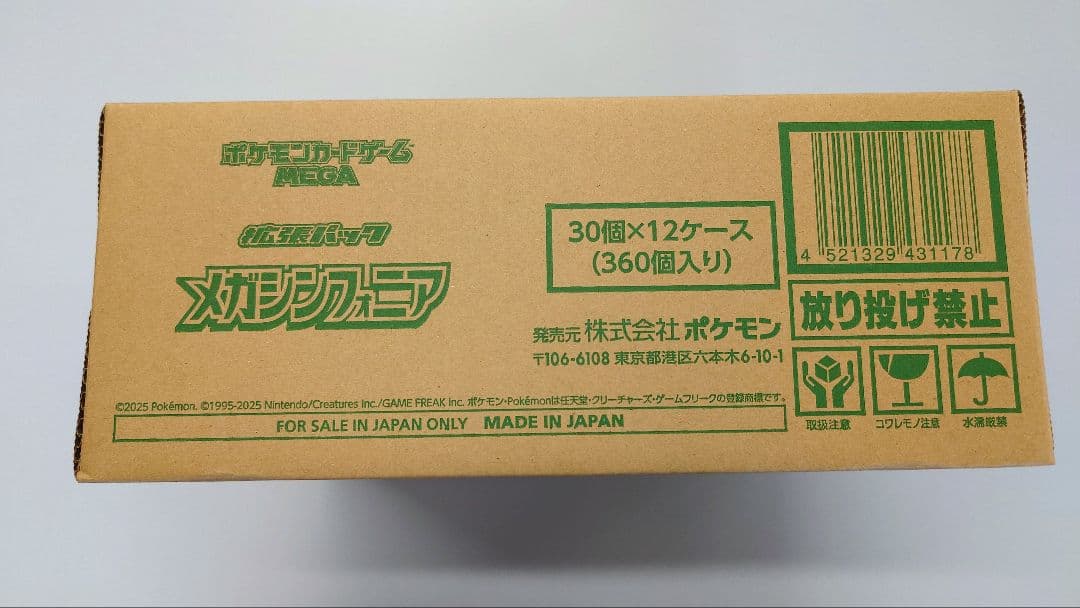 ポケモンカードゲーム
MEGA
拡張パック
メガシンフォニア
30個×12ケース
(360個入り)
発売元 株式会社 ポケモン
〒106-6108 東京都港区六本木6-10-1
4 521329 431178
放り投げ禁止
取扱注意
コワレモノ注意
水濡厳禁
©2025 Pokémon. ©1995-2025 Nintendo/Creatures Inc./GAME FREAK inc. ポケモン・Pokémonは任天堂・クリーチャーズ・ゲームフリークの登録商標です。
FOR SALE IN JAPAN ONLY MADE IN JAPAN